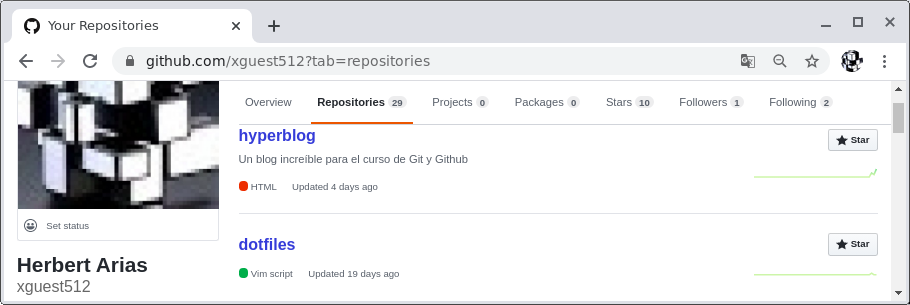 Your Repositories
github.com/xguest512?tab=repositories
Overview Repositories 29 Projects 0 Packages 0 Stars 10 Followers 1 Following 2
hyperblog
Star
Un blog increíble para el curso de Git y Github
HTML Updated 4 days ago
Set status
dotfiles
Star
Herbert Arias
Vim script Updated 19 days ago
xguest512